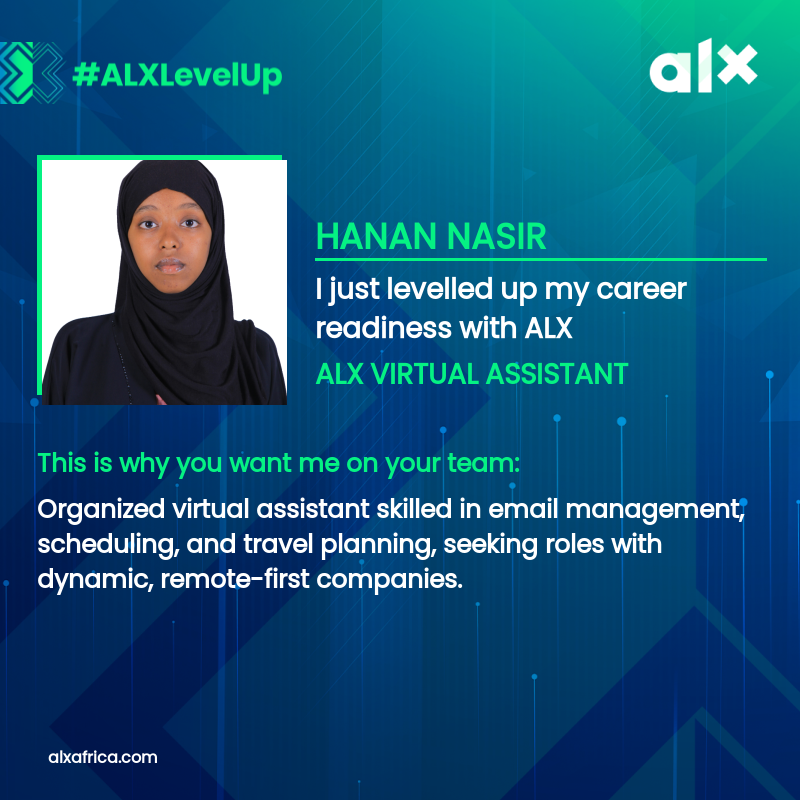 #ALXLevelUp
alx
HANAN NASIR
I just levelled up my career
readiness with ALX
ALX VIRTUAL ASSISTANT
This is why you want me on your team:
Organized virtual assistant skilled in email management,
scheduling, and travel planning, seeking roles with
dynamic, remote-first companies.
alxafrica.com